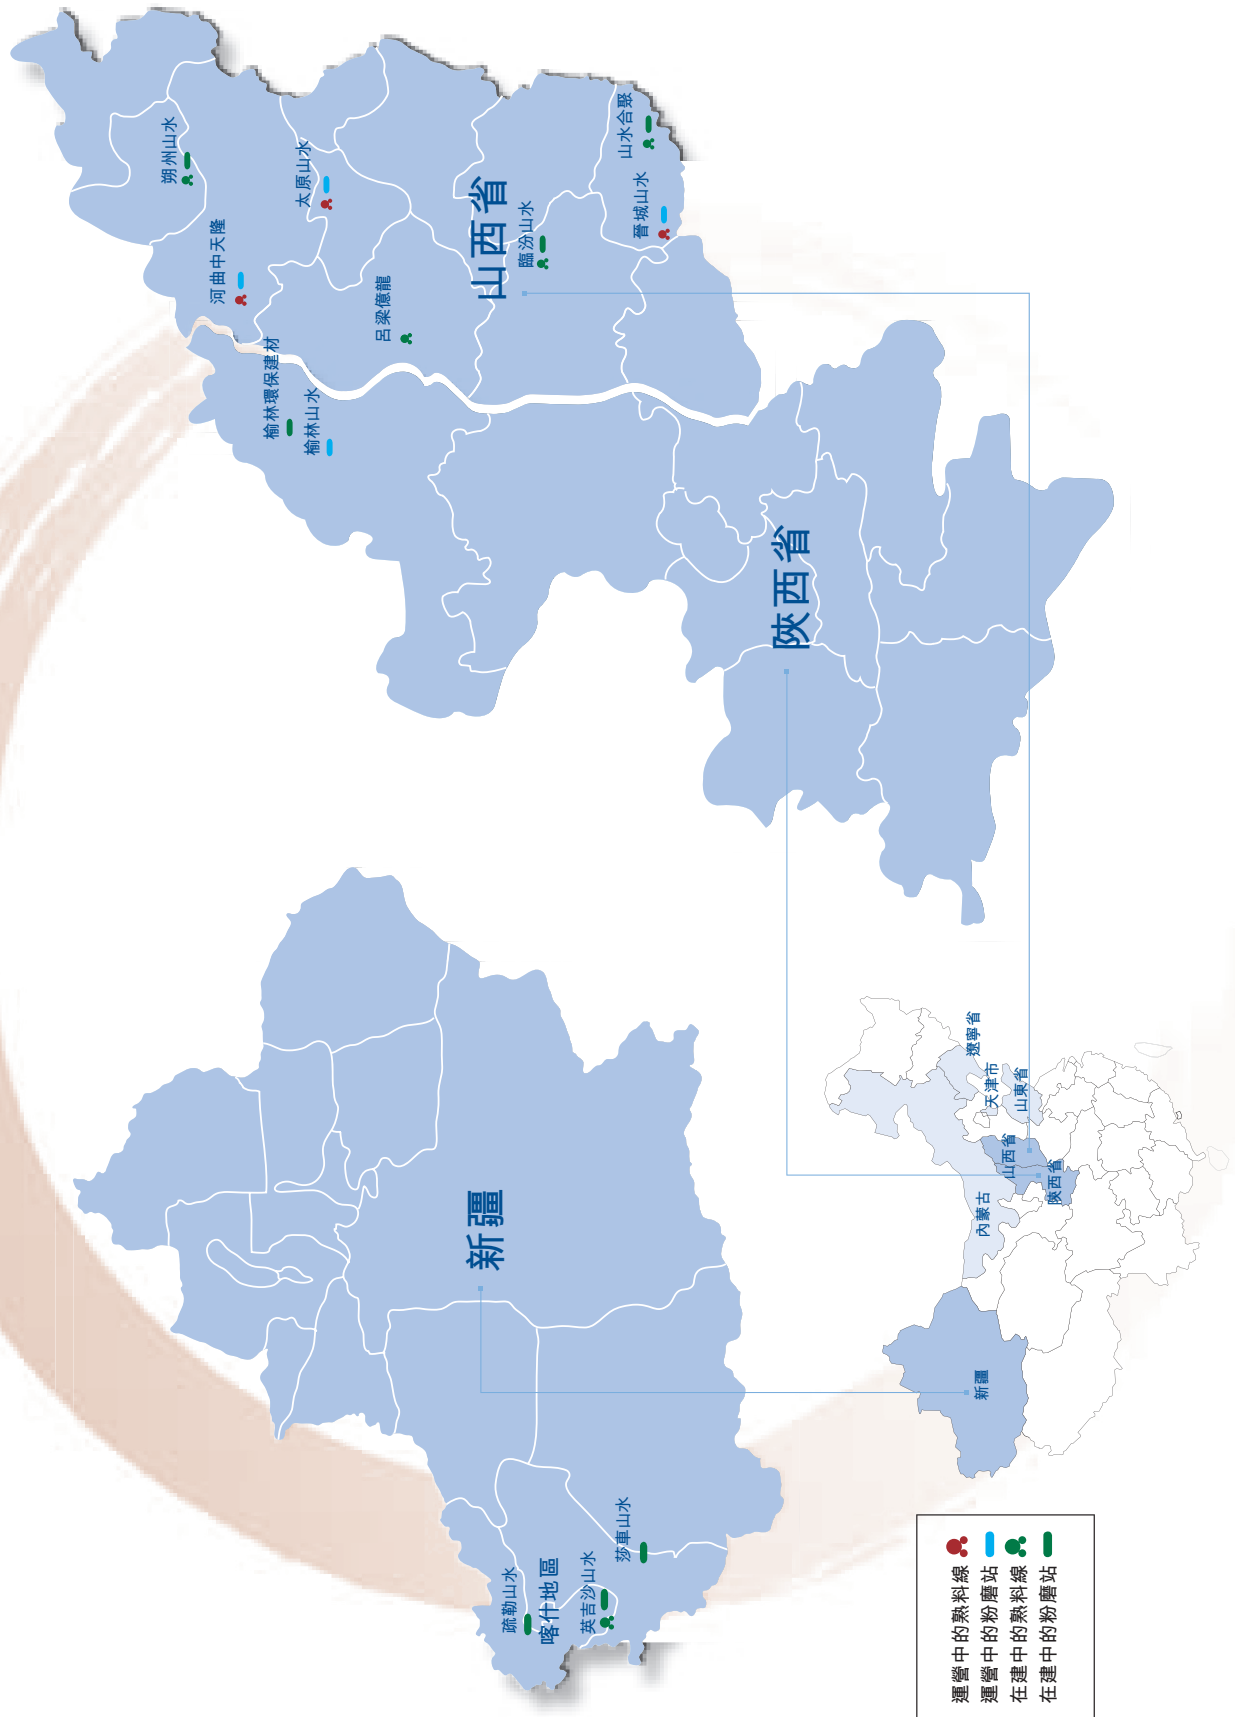 新疆
疏勒山水
喀什地區
英吉沙山水
莎車山水
陝西省
榆林環保建材
榆林山水
山西省
朔州山水
河曲中天隆
太原山水
呂梁億龍
臨汾山水
山水合聚
晉城山水
新疆
內蒙古
山西省
陝西省
遼寧省
天津市
山東省
運營中的熟料線
運營中的粉磨站
在建中的熟料線
在建中的粉磨站